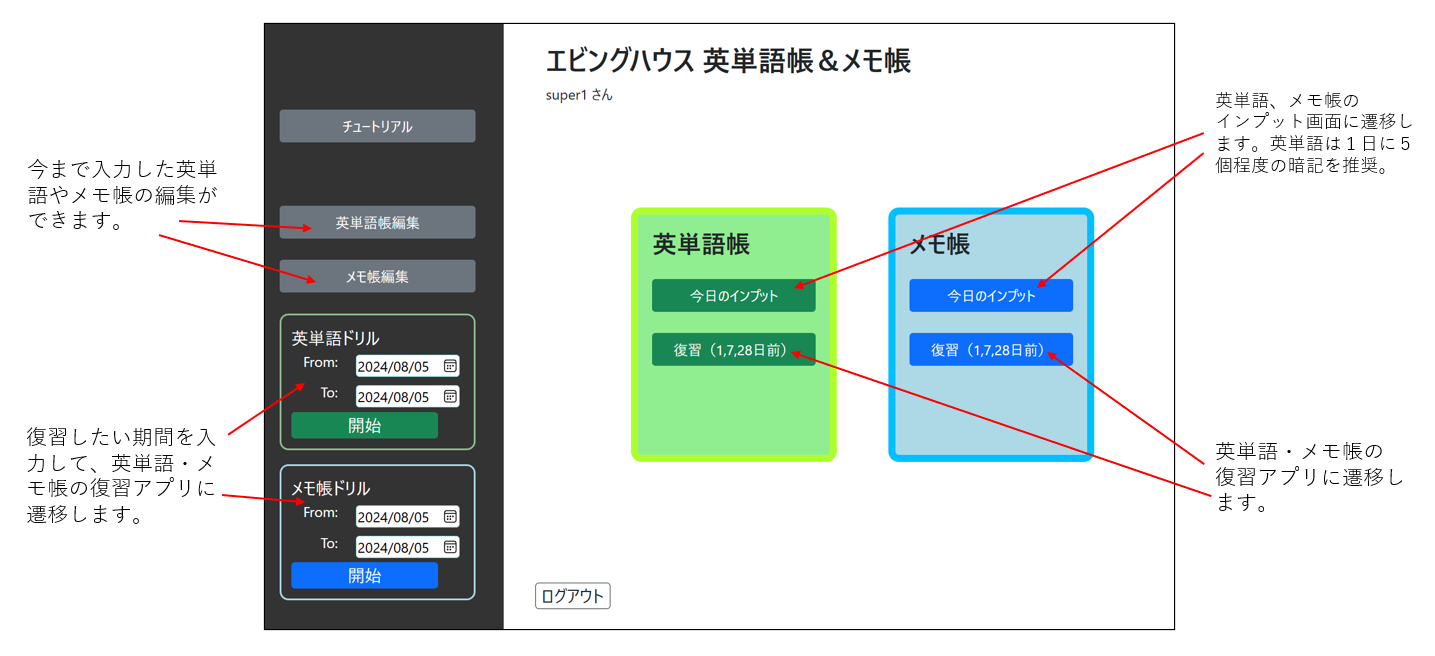 エビングハウス 英単語帳＆メモ帳
super1 さん
チュートリアル
英単語帳編集
メモ帳編集
英単語ドリル
From:
2024/08/05
To:
2024/08/05
開始
メモ帳ドリル
From:
2024/08/05
To:
2024/08/05
開始
英単語帳
今日のインプット
復習（1,7,28日前）
メモ帳
今日のインプット
復習（1,7,28日前）
ログアウト
今まで入力した英単
語やメモ帳の編集が
できます。
復習したい期間を入
力して、英単語・メ
モ帳の復習アプリに
遷移します。
英単語、メモ帳の
インプット画面に遷移し
ます。英単語は１日に５
個程度の暗記を推奨。
英単語・メモ帳の
復習アプリに遷移し
ます。